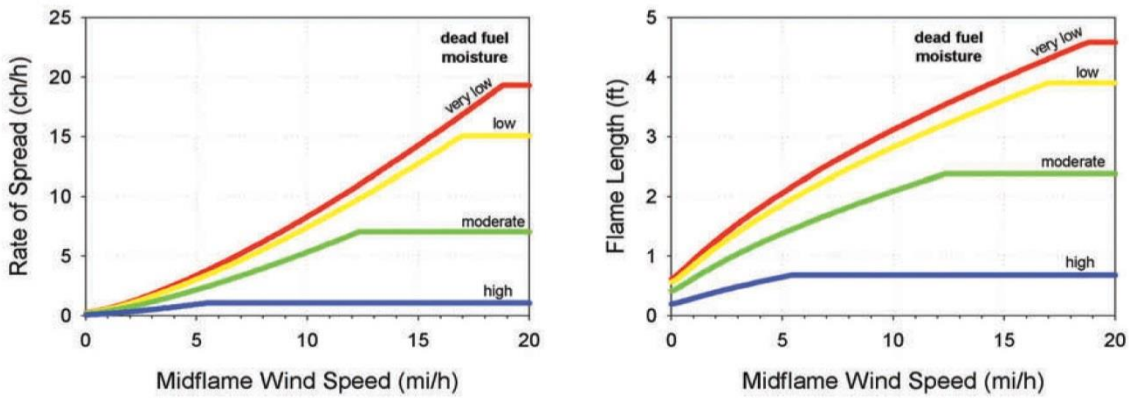 25
20
15
10
5
0
Rate of Spread (ch/h)
dead fuel
moisture
very low
low
moderate
high
0 5 10 15 20
Midflame Wind Speed (mi/h)
5
4
3
2
1
0
Flame Length (ft)
dead fuel
moisture
very low
low
moderate
high
0 5 10 15 20
Midflame Wind Speed (mi/h)